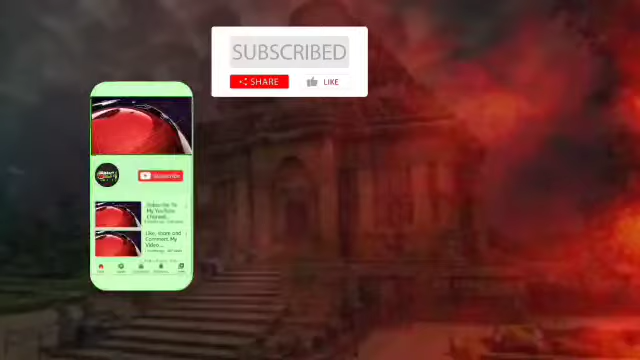 SUBSCRIBED
SHARE
LIKE
Subscribe
Subscribe To
My YouTube
Channel...
Like, share and
Comment My
Video....